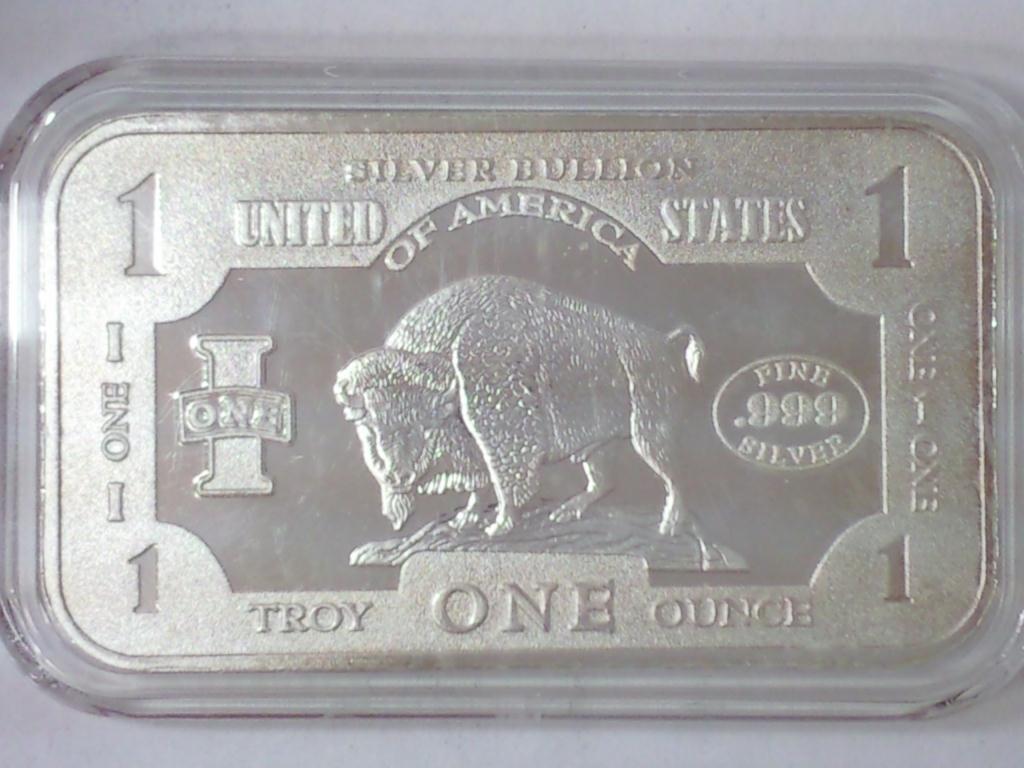 SILVER BULLION
1 UNITED OF AMERICA STATES 1
I ONE I
ONE
FINE
.999
SILVER
ONE-ONE
1 TROY ONE OUNCE 1